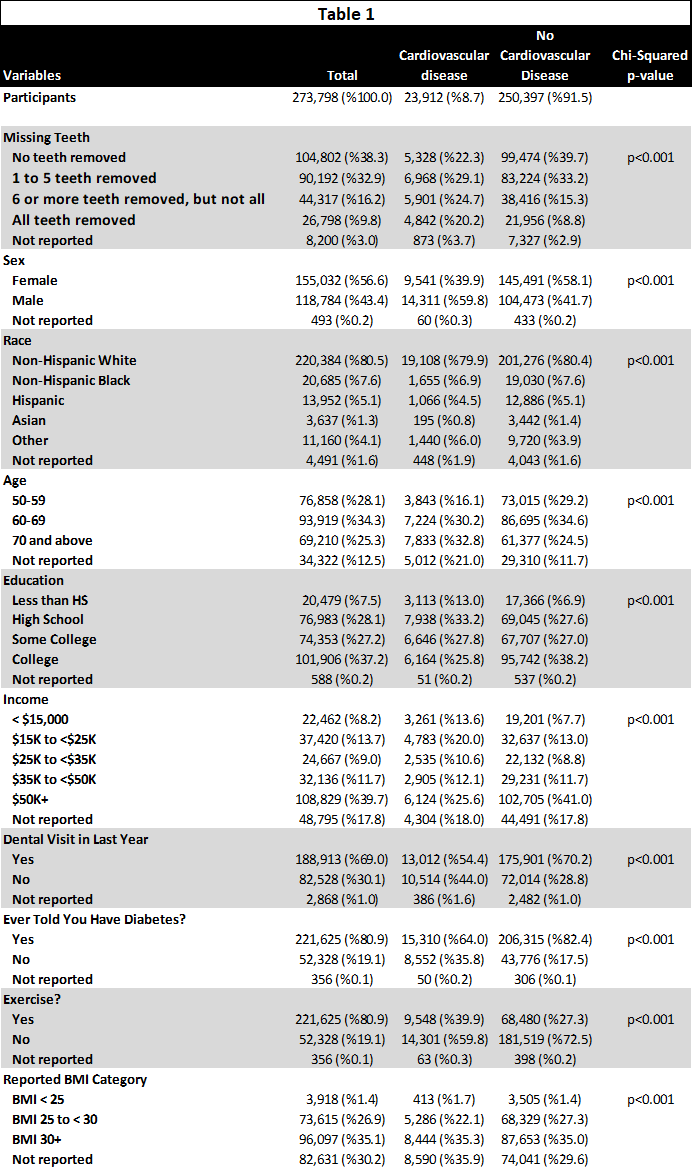 Table 1
Variables Total Cardiovascular disease No Cardiovascular Disease Chi-Squared p-value
Participants 273,798 (%100.0) 23,912 (%8.7) 250,397 (%91.5)
Missing Teeth
No teeth removed 104,802 (%38.3) 5,328 (%22.3) 99,474 (%39.7) p<0.001
1 to 5 teeth removed 90,192 (%32.9) 6,968 (%29.1) 83,224 (%33.2)
6 or more teeth removed, but not all 44,317 (%16.2) 5,901 (%24.7) 38,416 (%15.3)
All teeth removed 26,798 (%9.8) 4,842 (%20.2) 21,956 (%8.8)
Not reported 8,200 (%3.0) 873 (%3.7) 7,327 (%2.9)
Sex
Female 155,032 (%56.6) 9,541 (%39.9) 145,491 (%58.1) p<0.001
Male 118,784 (%43.4) 14,311 (%59.8) 104,473 (%41.7)
Not reported 493 (%0.2) 60 (%0.3) 433 (%0.2)
Race
Non-Hispanic White 220,384 (%80.5) 19,108 (%79.9) 201,276 (%80.4) p<0.001
Non-Hispanic Black 20,685 (%7.6) 1,655 (%6.9) 19,030 (%7.6)
Hispanic 13,952 (%5.1) 1,066 (%4.5) 12,886 (%5.1)
Asian 3,637 (%1.3) 195 (%0.8) 3,442 (%1.4)
Other 11,160 (%4.1) 1,440 (%6.0) 9,720 (%3.9)
Not reported 4,491 (%1.6) 448 (%1.9) 4,043 (%1.6)
Age
50-59 76,858 (%28.1) 3,843 (%16.1) 73,015 (%29.2) p<0.001
60-69 93,919 (%34.3) 7,224 (%30.2) 86,695 (%34.6)
70 and above 69,210 (%25.3) 7,833 (%32.8) 61,377 (%24.5)
Not reported 34,322 (%12.5) 5,012 (%21.0) 29,310 (%11.7)
Education
Less than HS 20,479 (%7.5) 3,113 (%13.0) 17,366 (%6.9) p<0.001
High School 76,983 (%28.1) 7,938 (%33.2) 69,045 (%27.6)
Some College 74,353 (%27.2) 6,646 (%27.8) 67,707 (%27.0)
College 101,906 (%37.2) 6,164 (%25.8) 95,742 (%38.2)
Not reported 588 (%0.2) 51 (%0.2) 537 (%0.2)
Income
< $15,000 22,462 (%8.2) 3,261 (%13.6) 19,201 (%7.7) p<0.001
$15K to <$25K 37,420 (%13.7) 4,783 (%20.0) 32,637 (%13.0)
$25K to <$35K 24,667 (%9.0) 2,535 (%10.6) 22,132 (%8.8)
$35K to <$50K 32,136 (%11.7) 2,905 (%12.1) 29,231 (%11.7)
$50K+ 108,829 (%39.7) 6,124 (%25.6) 102,705 (%41.0)
Not reported 48,795 (%17.8) 4,304 (%18.0) 44,491 (%17.8)
Dental Visit in Last Year
Yes 188,913 (%69.0) 13,012 (%54.4) 175,901 (%70.2) p<0.001
No 82,528 (%30.1) 10,514 (%44.0) 72,014 (%28.8)
Not reported 2,868 (%1.0) 386 (%1.6) 2,482 (%1.0)
Ever Told You Have Diabetes?
Yes 221,625 (%80.9) 15,310 (%64.0) 206,315 (%82.4) p<0.001
No 52,328 (%19.1) 8,552 (%35.8) 43,776 (%17.5)
Not reported 356 (%0.1) 50 (%0.2) 306 (%0.1)
Exercise?
Yes 221,625 (%80.9) 9,548 (%39.9) 68,480 (%27.3) p<0.001
No 52,328 (%19.1) 14,301 (%59.8) 181,519 (%72.5)
Not reported 356 (%0.1) 63 (%0.3) 398 (%0.2)
Reported BMI Category
BMI < 25 3,918 (%1.4) 413 (%1.7) 3,505 (%1.4) p<0.001
BMI 25 to < 30 73,615 (%26.9) 5,286 (%22.1) 68,329 (%27.3)
BMI 30+ 96,097 (%35.1) 8,444 (%35.3) 87,653 (%35.0)
Not reported 82,631 (%30.2) 8,590 (%35.9) 74,041 (%29.6)